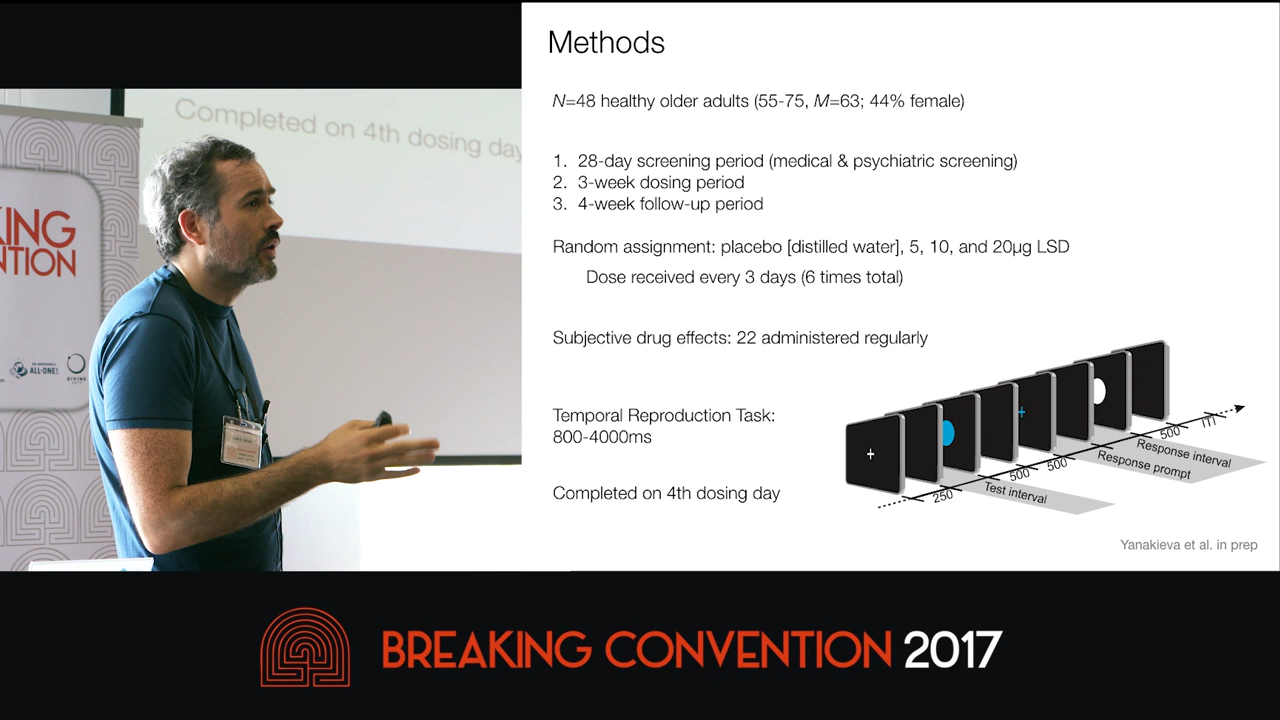 Methods
N=48 healthy older adults (55-75, M=63; 44% female)
1. 28-day screening period (medical & psychiatric screening)
2. 3-week dosing period
3. 4-week follow-up period
Random assignment: placebo [distilled water], 5, 10, and 20µg LSD
Dose received every 3 days (6 times total)
Subjective drug effects: 22 administered regularly
Temporal Reproduction Task:
800-4000ms
Completed on 4th dosing day
250
Test interval
500
500
Response prompt
Response interval
500
ITI
Yanakieva et al. in prep
Completed on 4th dosing day
KING
NTION
ALL-ONE!
BREAKING CONVENTION 2017